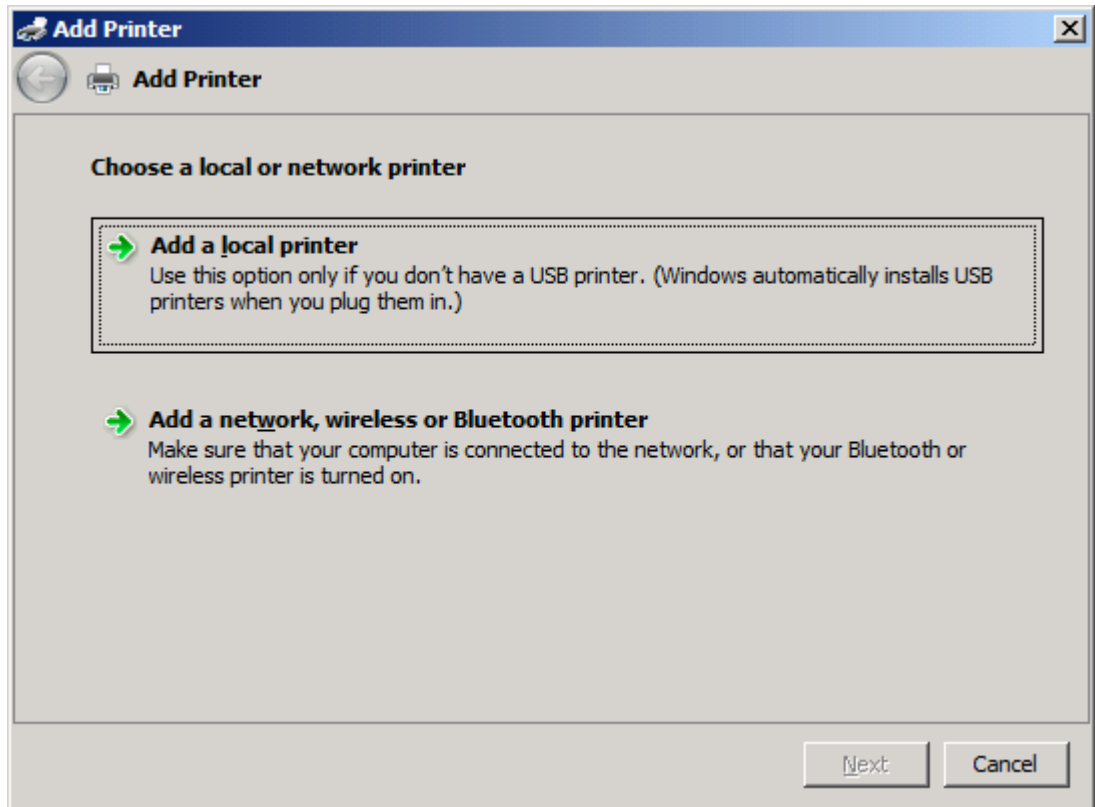 Add Printer
Add Printer
Choose a local or network printer
Add a local printer
Use this option only if you don't have a USB printer. (Windows automatically installs USB
printers when you plug them in.)
Add a network, wireless or Bluetooth printer
Make sure that your computer is connected to the network, or that your Bluetooth or
wireless printer is turned on.
Next
Cancel